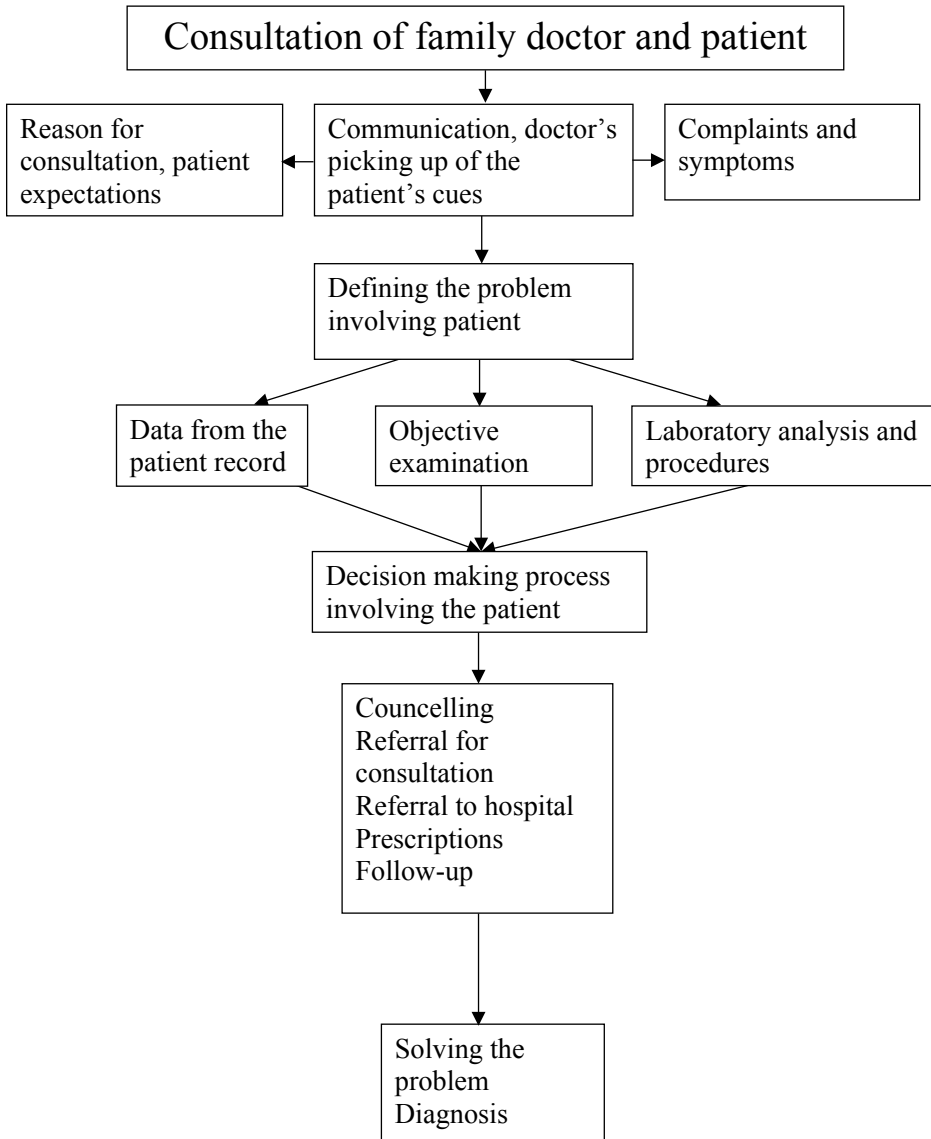 Consultation of family doctor and patient
Reason for
consultation, patient
expectations
Communication, doctor’s
picking up of the
patient’s cues
Complaints and
symptoms
Defining the problem
involving patient
Data from the
patient record
Objective
examination
Laboratory analysis and
procedures
Decision making process
involving the patient
Councelling
Referral for
consultation
Referral to hospital
Prescriptions
Follow-up
Solving the
problem
Diagnosis